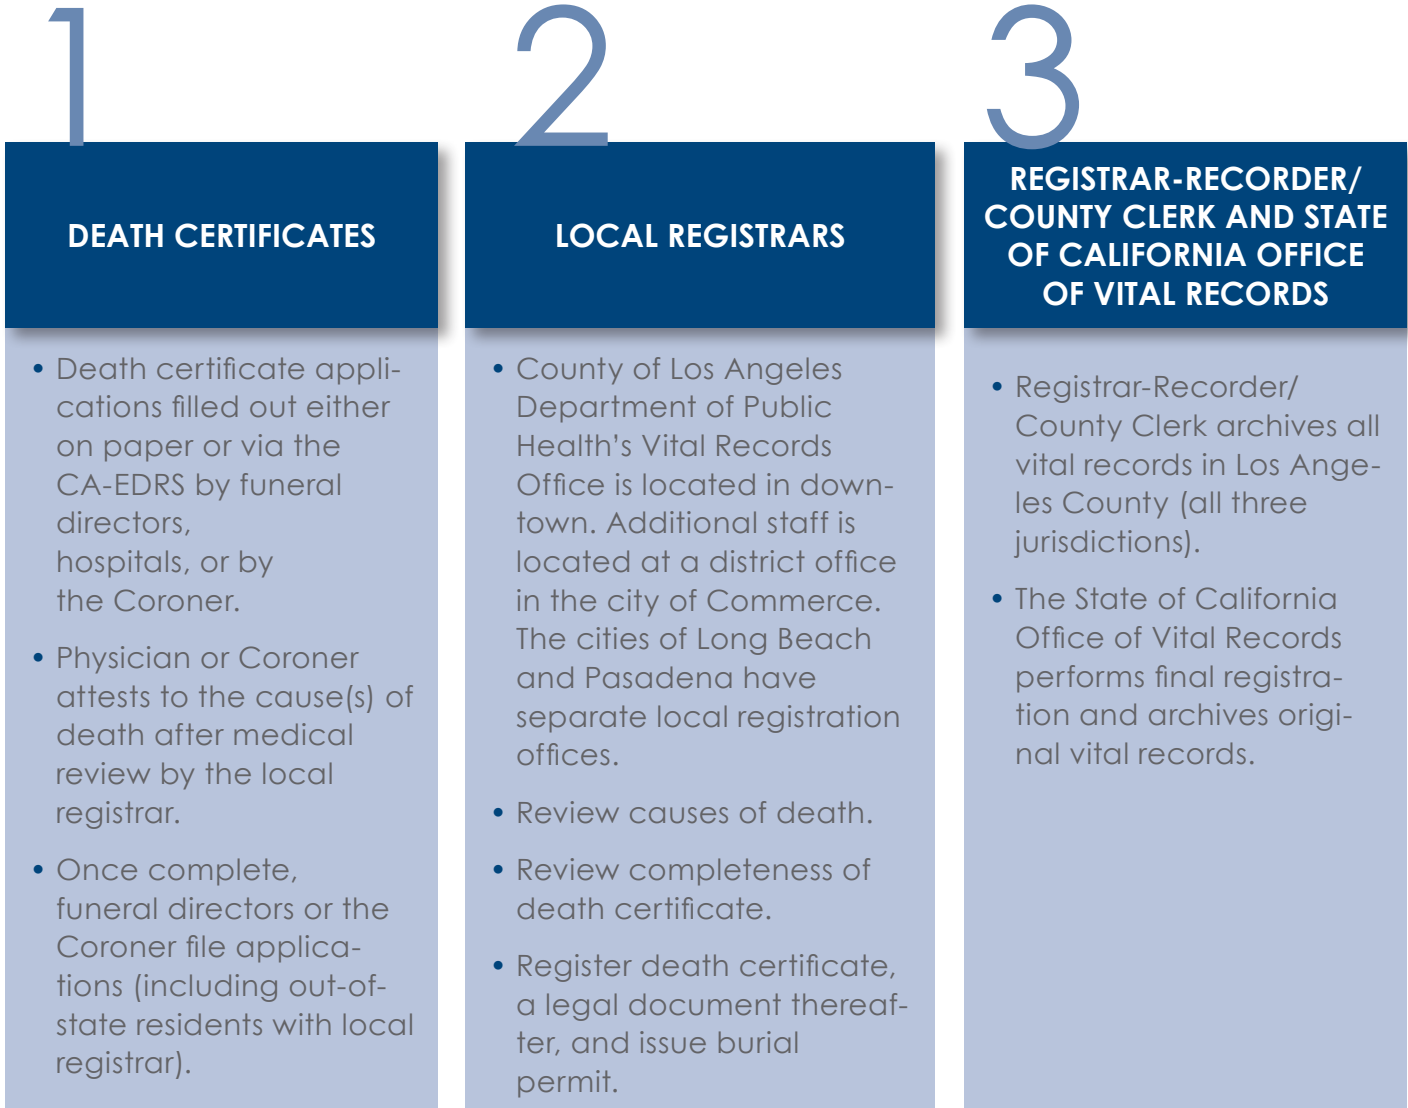 1
DEATH CERTIFICATES
• Death certificate appli-
cations filled out either
on paper or via the
CA-EDRS by funeral
directors,
hospitals, or by
the Coroner.
• Physician or Coroner
attests to the cause(s) of
death after medical
review by the local
registrar.
• Once complete,
funeral directors or the
Coroner file applica-
tions (including out-of-
state residents with local
registrar).
2
LOCAL REGISTRARS
• County of Los Angeles
Department of Public
Health’s Vital Records
Office is located in down-
town. Additional staff is
located at a district office
in the city of Commerce.
The cities of Long Beach
and Pasadena have
separate local registration
offices.
• Review causes of death.
• Review completeness of
death certificate.
• Register death certificate,
a legal document thereaf-
ter, and issue burial
permit.
3
REGISTRAR-RECORDER/
COUNTY CLERK AND STATE
OF CALIFORNIA OFFICE
OF VITAL RECORDS
• Registrar-Recorder/
County Clerk archives all
vital records in Los Ange-
les County (all three
jurisdictions).
• The State of California
Office of Vital Records
performs final registra-
tion and archives origi-
nal vital records.